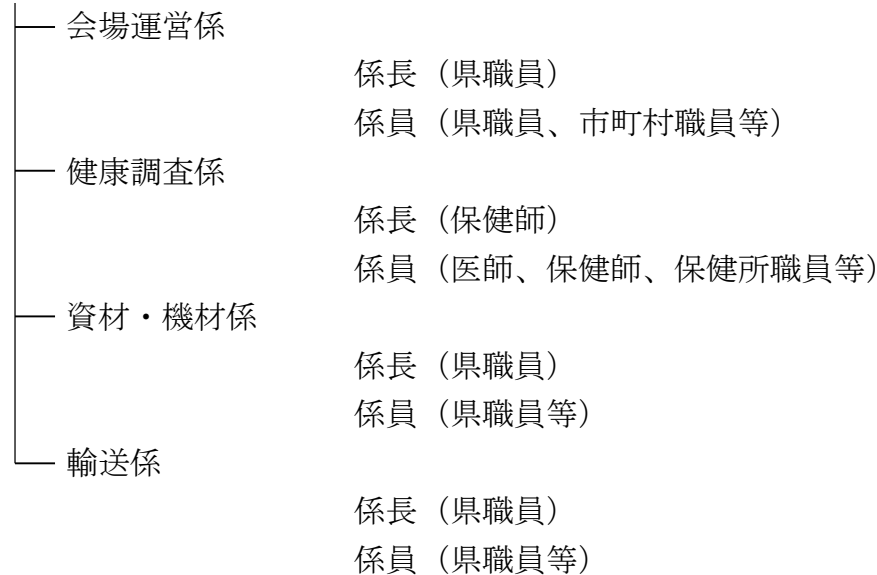 会場運営係
係長（県職員）
係員（県職員、市町村職員等）
健康調査係
係長（保健師）
係員（医師、保健師、保健所職員等）
資材・機材係
係長（県職員）
係員（県職員等）
輸送係
係長（県職員）
係員（県職員等）